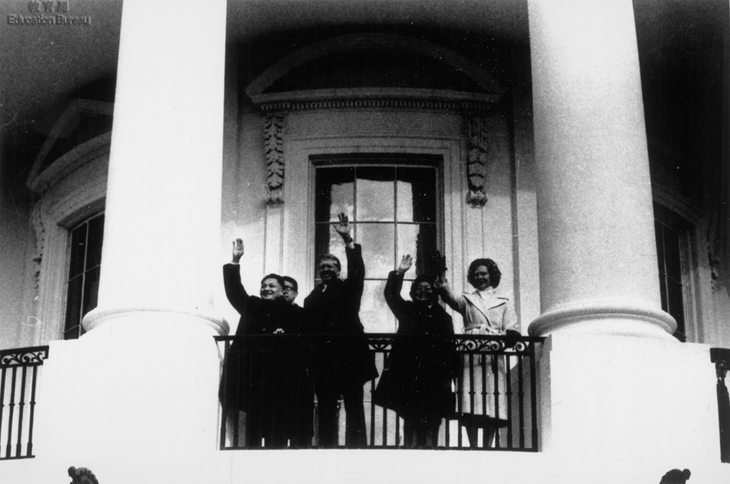 教育局
Education Bureau